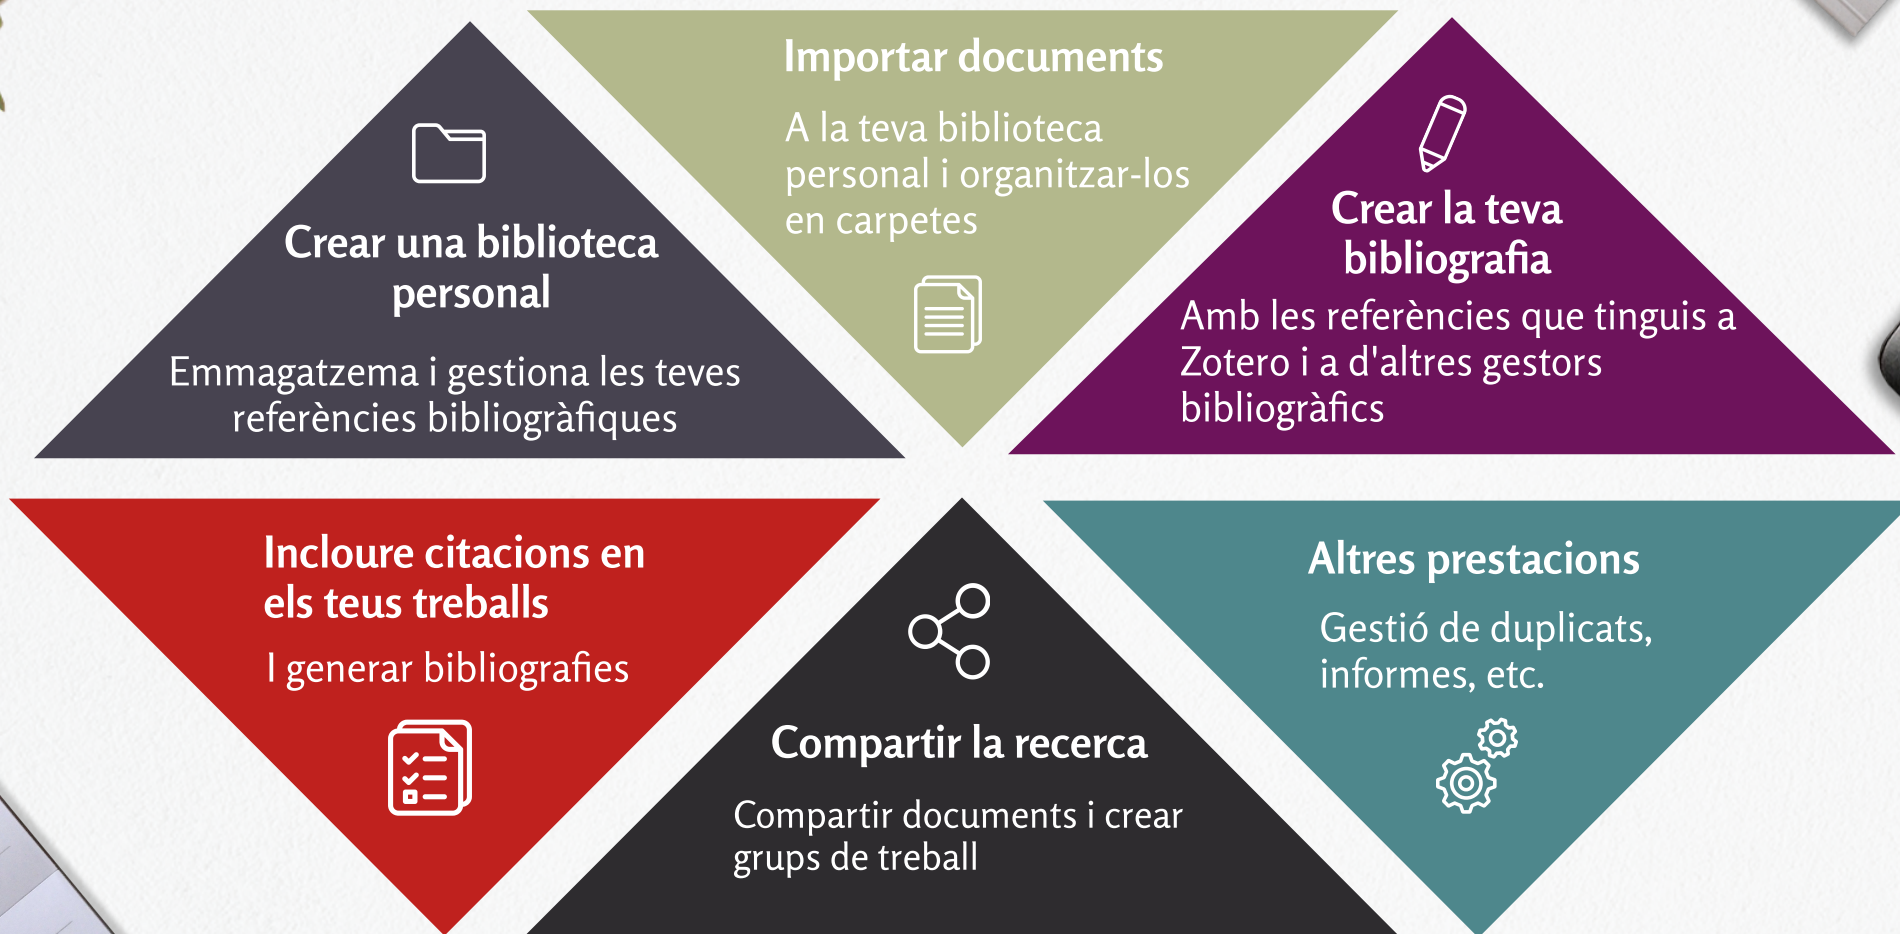 Crear una biblioteca
personal
Emmagatzema i gestiona les teves
referències bibliogràfiques
Importar documents
A la teva biblioteca
personal i organitzar-los
en carpetes
Crear la teva
bibliografia
Amb les referències que tinguis a
Zotero i a d'altres gestors
bibliogràfics
Incloure citacions en
els teus treballs
I generar bibliografies
Compartir la recerca
Compartir documents i crear
grups de treball
Altres prestacions
Gestió de duplicats,
informes, etc.